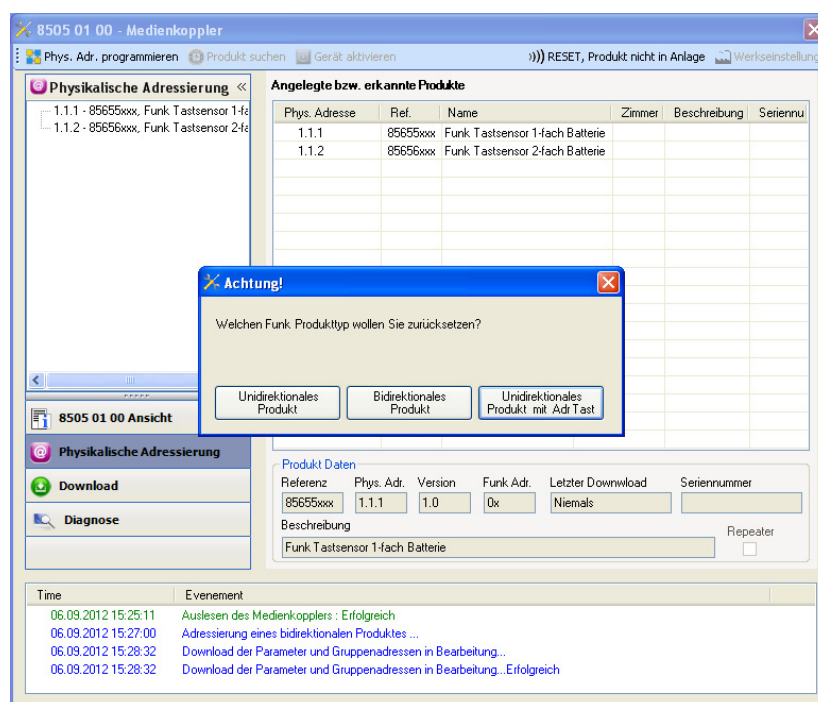 8505 01 00 - Medienkoppler
Phys. Adr. programmieren Produkt suchen Gerät aktivieren ))) RESET, Produkt nicht in Anlage Werkseinstellung
Physikalische Adressierung «
1.1.1 - 85655xxx, Funk Tastsensor 1-fa
1.1.2 - 85656xxx, Funk Tastsensor 2-fa
Angelegte bzw. erkannte Produkte
Phys. Adresse Ref. Name Zimmer Beschreibung Seriennu
1.1.1 85655xxx Funk Tastsensor 1-fach Batterie
1.1.2 85656xxx Funk Tastsensor 2-fach Batterie
Achtung!
Welchen Funk Produkttyp wollen Sie zurücksetzen?
Unidirektionales
Produkt
Bidirektionales
Produkt
Unidirektionales
Produkt mit AdrTast
8505 01 00 Ansicht
Physikalische Adressierung
Download
Diagnose
Produkt Daten
Referenz Phys. Adr. Version Funk Adr. Letzter Downwload Seriennummer
85655xxx 1.1.1 1.0 0x Niemals
Beschreibung
Repeater
Funk Tastsensor 1-fach Batterie
Time Evenement
06.09.2012 15:25:11 Auslesen des Medienkopplers : Erfolgreich
06.09.2012 15:27:00 Adressierung eines bidirektionalen Produktes ...
06.09.2012 15:28:32 Download der Parameter und Gruppenadressen in Bearbeitung...
06.09.2012 15:28:32 Download der Parameter und Gruppenadressen in Bearbeitung...Erfolgreich